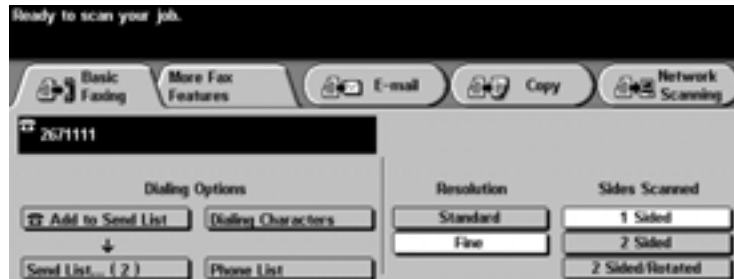 Ready to scan your job.
Basic Faxing
More Fax Features
E-mail
Copy
Network Scanning
2671111
Dialing Options
Resolution
Sides Scanned
Add to Send List
Dialing Characters
Standard
1 Sided
Fine
2 Sided
Send List... ( 2 )
Phone List
2 Sided/Rotated